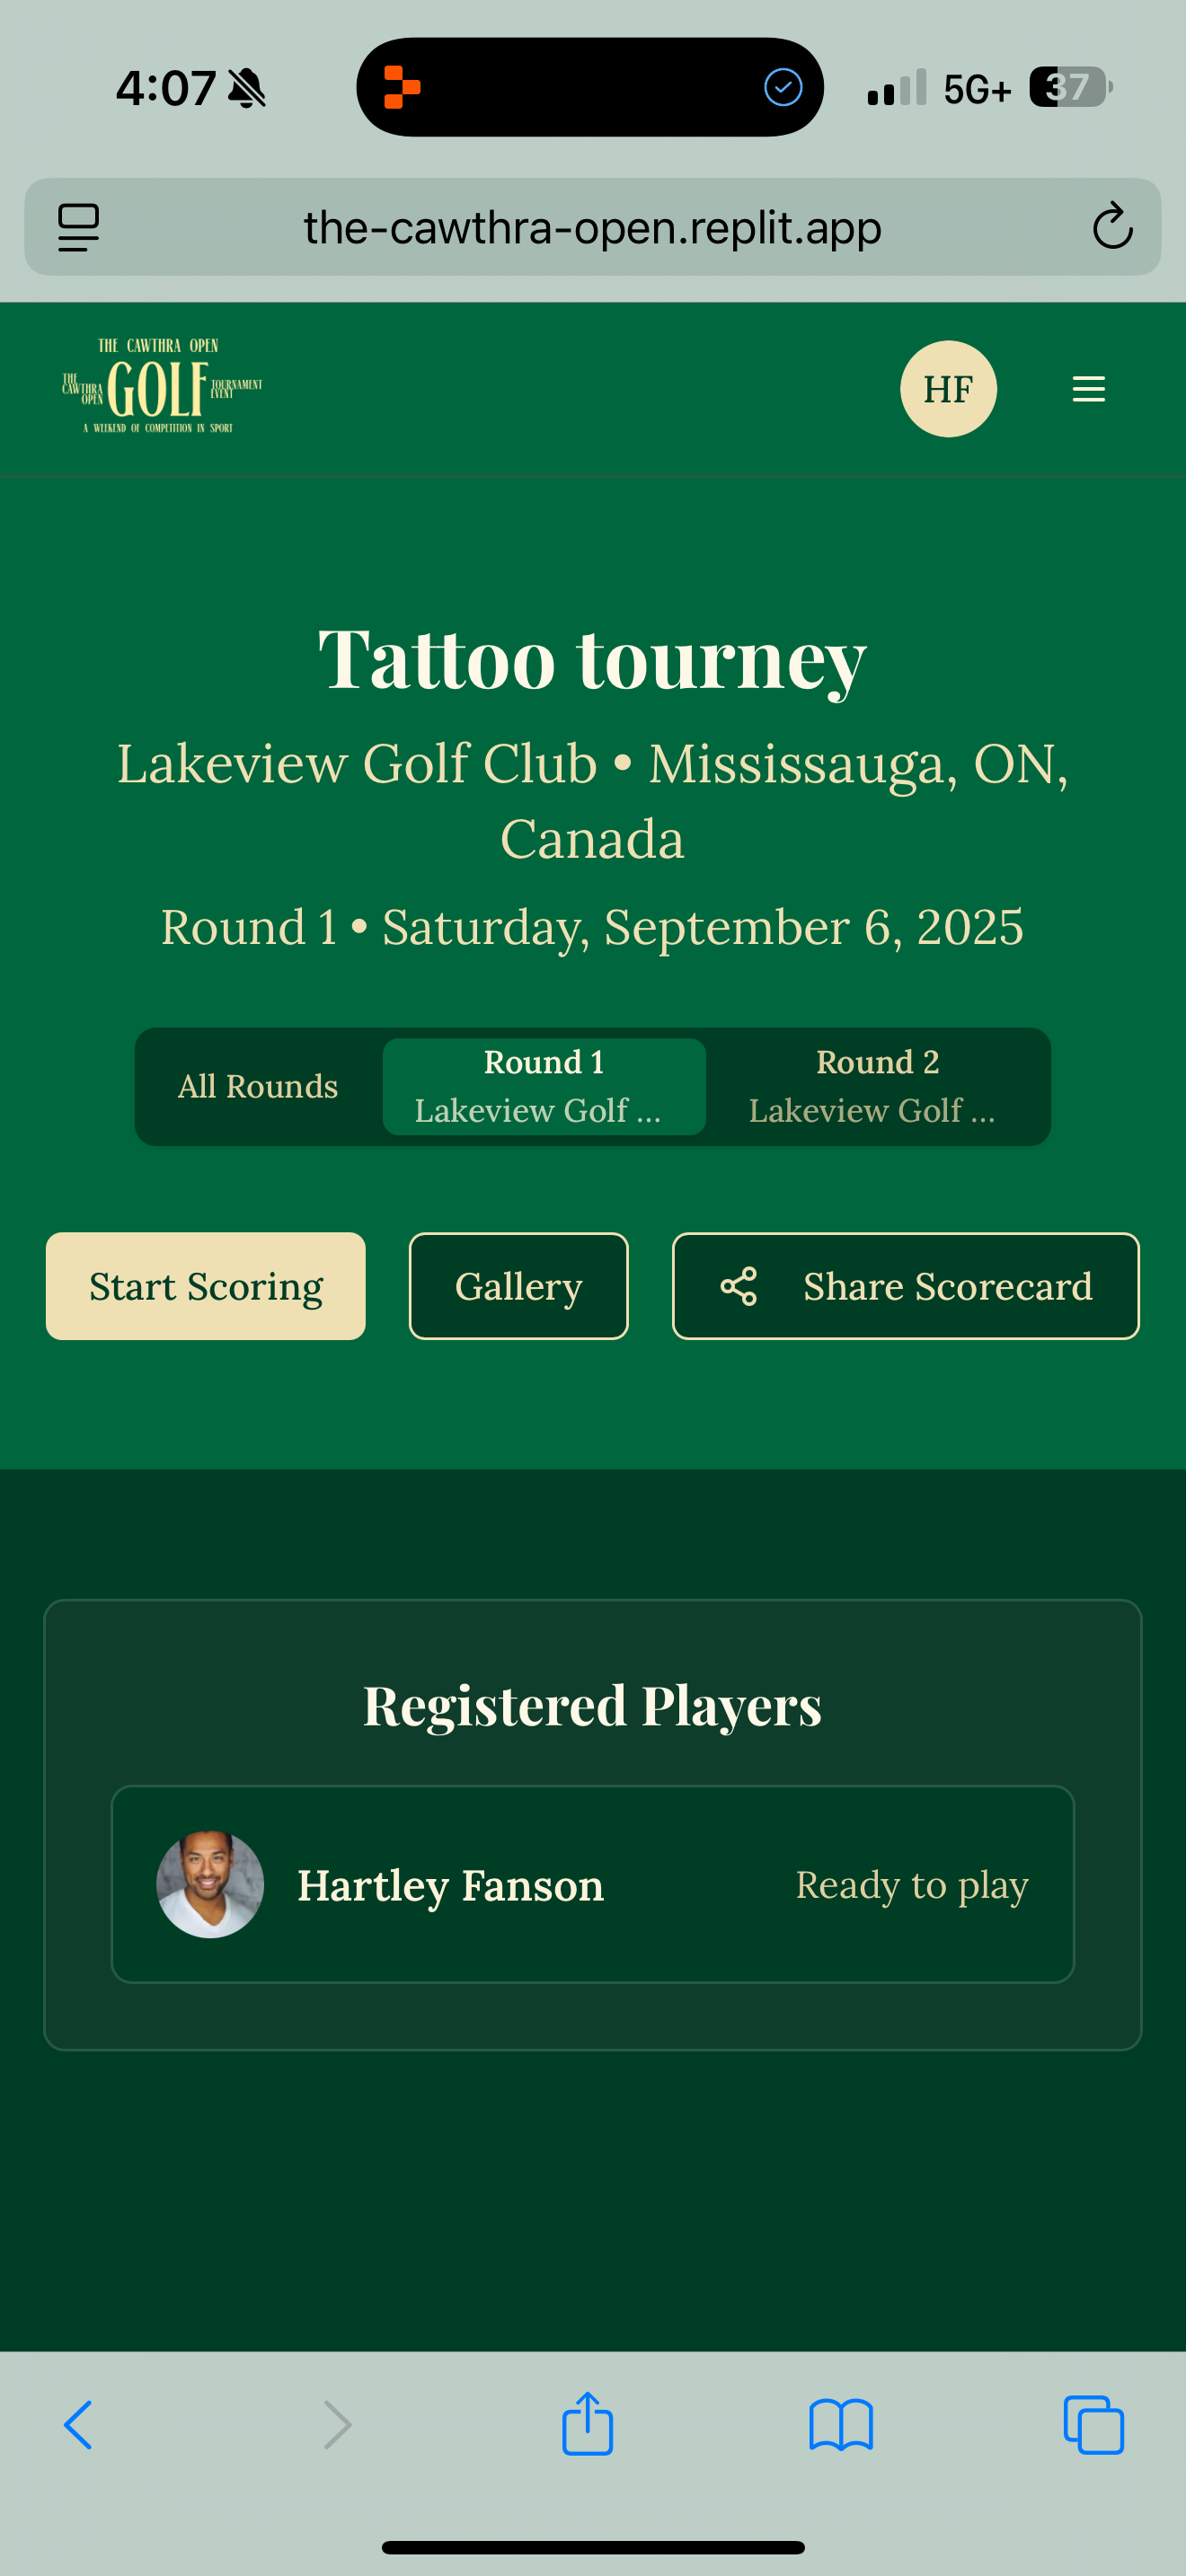 4:07
5G+
37
the-cawthra-open.replit.app
THE CAWTHRA OPEN
THE CAWTHRA OPEN
GOLF
TOURNAMENT EVENT
A WEEKEND OF COMPETITION IN SPORT
HF
Tattoo tourney
Lakeview Golf Club • Mississauga, ON,
Canada
Round 1 • Saturday, September 6, 2025
All Rounds
Round 1
Lakeview Golf ...
Round 2
Lakeview Golf ...
Start Scoring
Gallery
Share Scorecard
Registered Players
Hartley Fanson
Ready to play